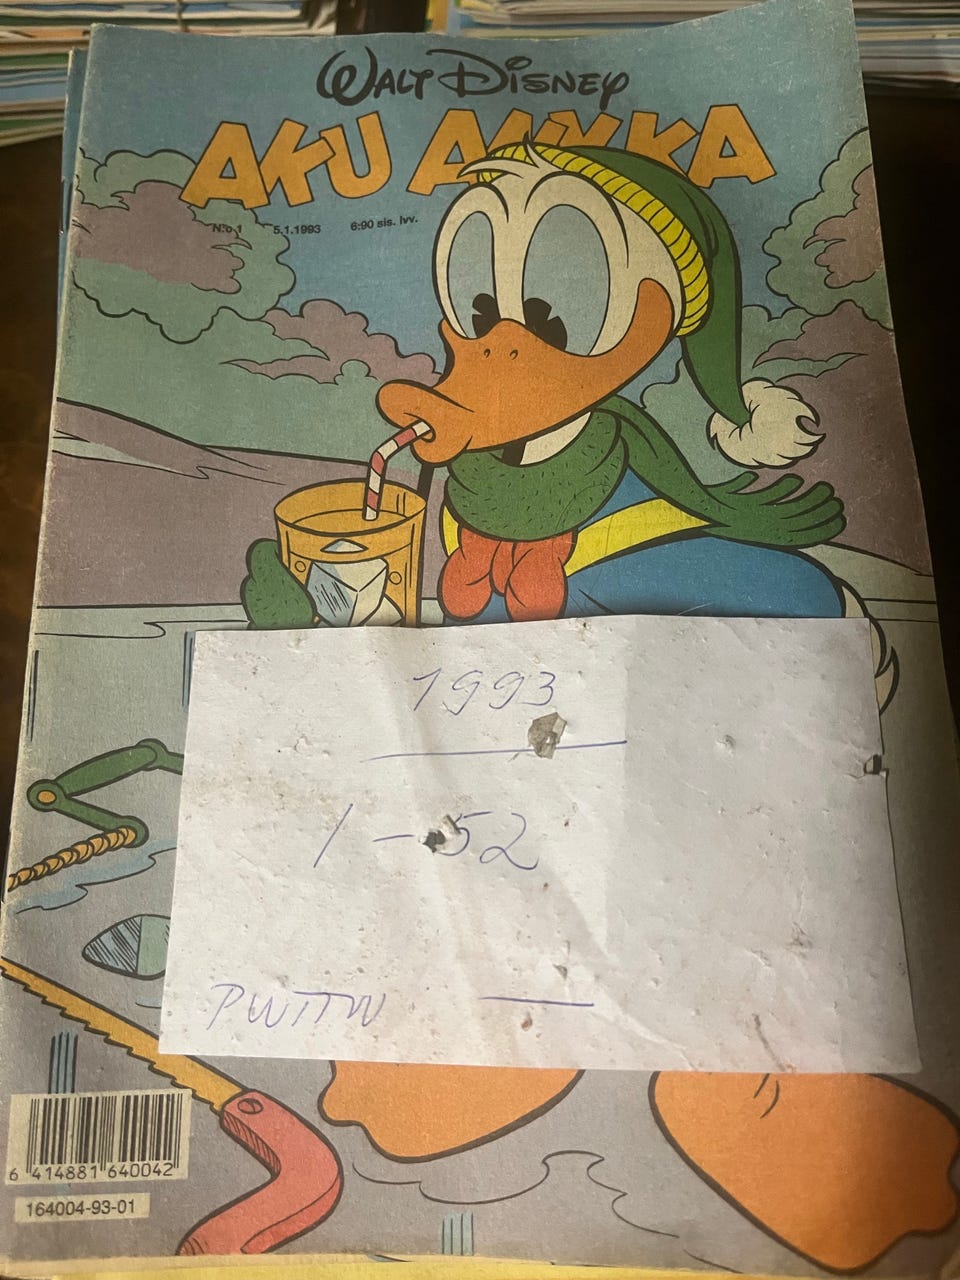 WALT DISNEY
AKU ANKKA
N:o 1 5.1.1993 6:90 sis. lvv.
1993
1-52
PUUTTUU —
6 414881 640042
164004-93-01